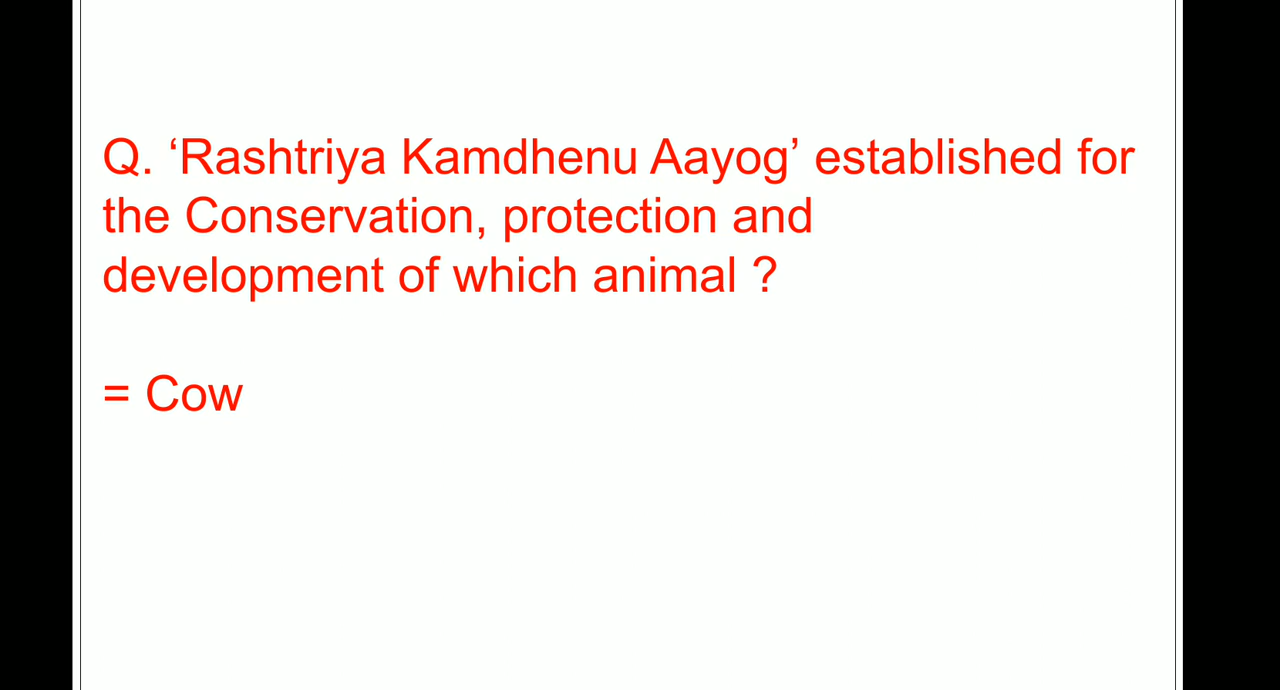 Q. ‘Rashtriya Kamdhenu Aayog’ established for
the Conservation, protection and
development of which animal ?
= Cow